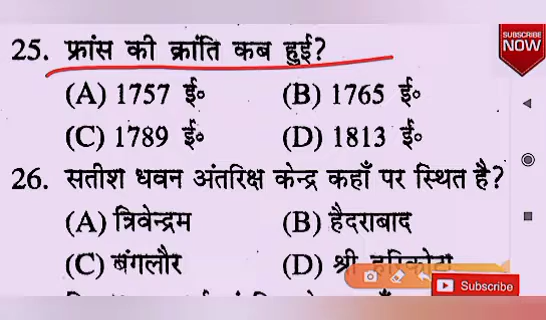 25. फ्रांस की क्रांति कब हुई?
(A) 1757 ई० (B) 1765 ई०
(C) 1789 ई० (D) 1813 ई०
26. सतीश धवन अंतरिक्ष केन्द्र कहाँ पर स्थित है?
(A) त्रिवेन्द्रम (B) हैदराबाद
(C) बंगलौर (D) श्री हरिकोटा
SUBSCRIBE
NOW
Subscribe